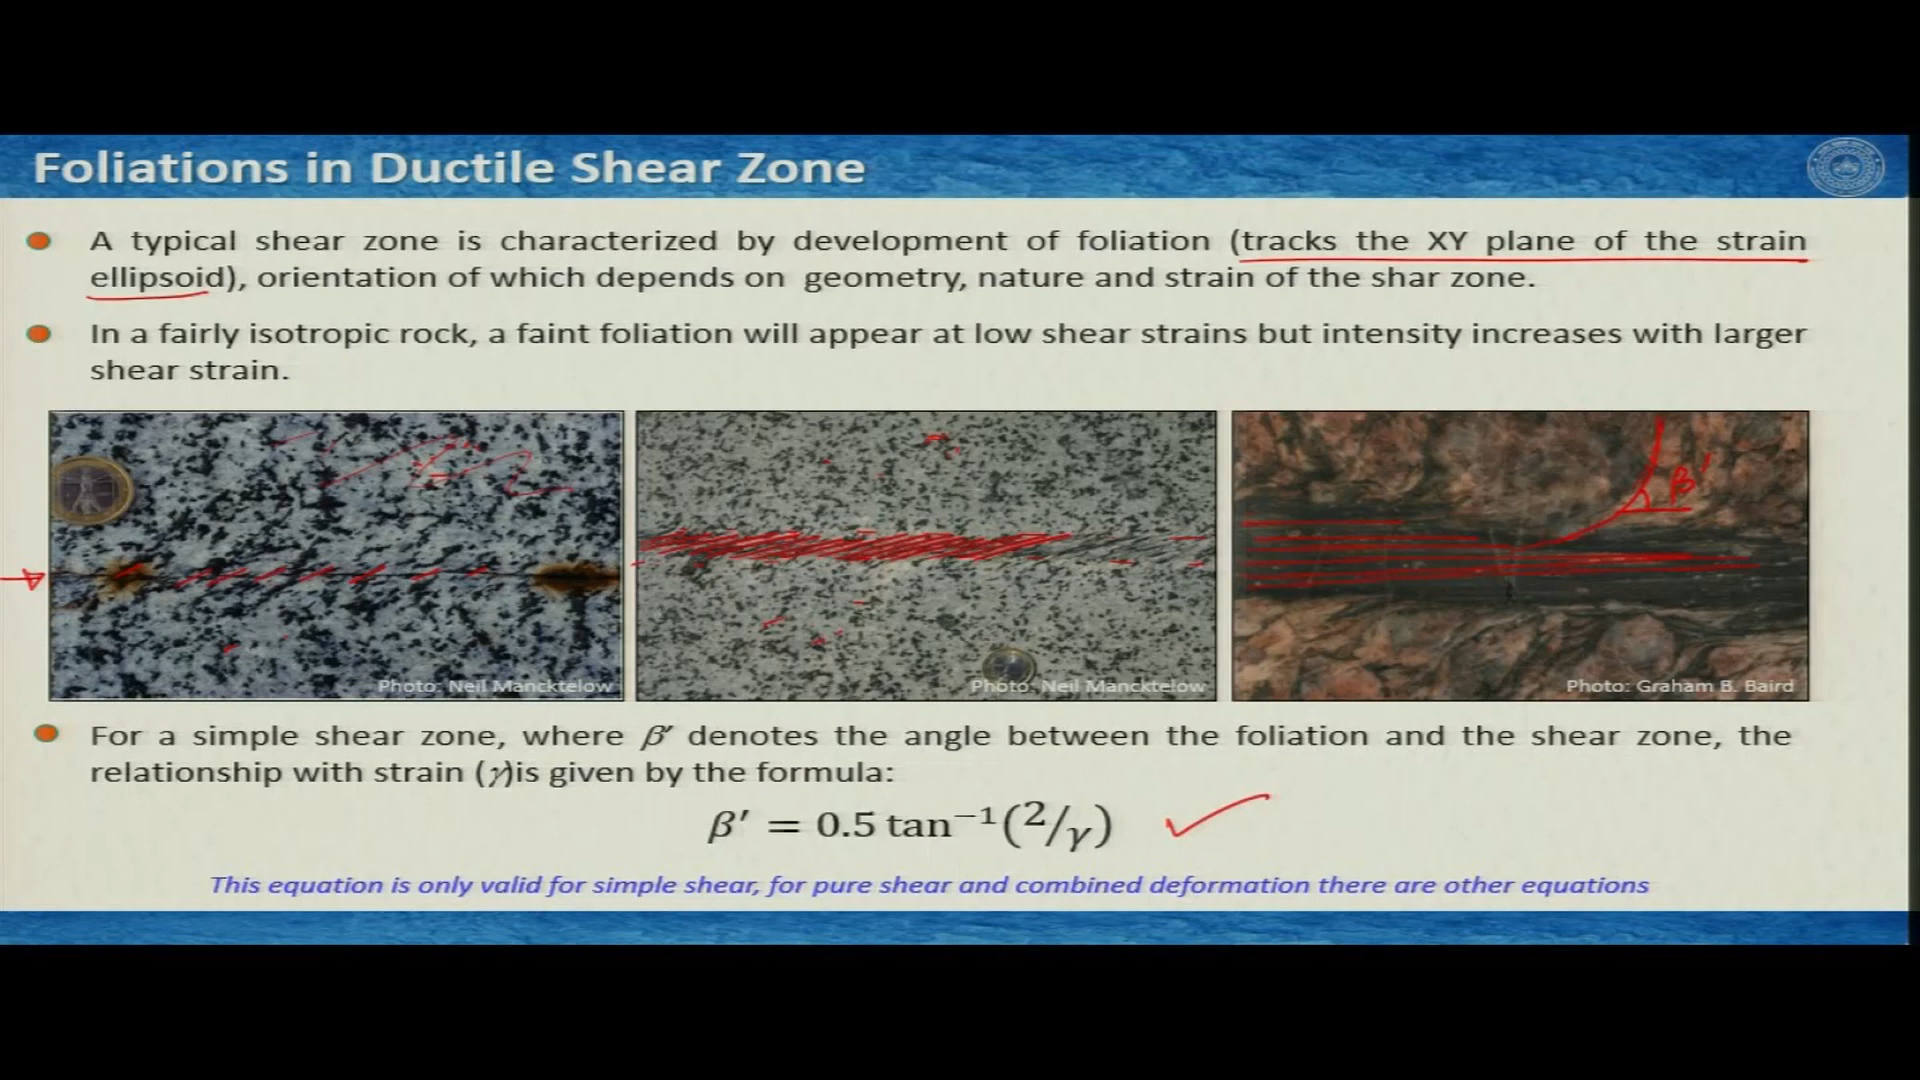 Foliations in Ductile Shear Zone
A typical shear zone is characterized by development of foliation (tracks the XY plane of the strain
ellipsoid), orientation of which depends on geometry, nature and strain of the shar zone.
In a fairly isotropic rock, a faint foliation will appear at low shear strains but intensity increases with larger
shear strain.
β'
Photo: Neil Mancktelow
Photo: Neil Mancktelow
Photo: Graham B. Baird
For a simple shear zone, where β' denotes the angle between the foliation and the shear zone, the
relationship with strain (γ)is given by the formula:
β′ = 0.5 tan⁻¹(2/γ)
This equation is only valid for simple shear, for pure shear and combined deformation there are other equations